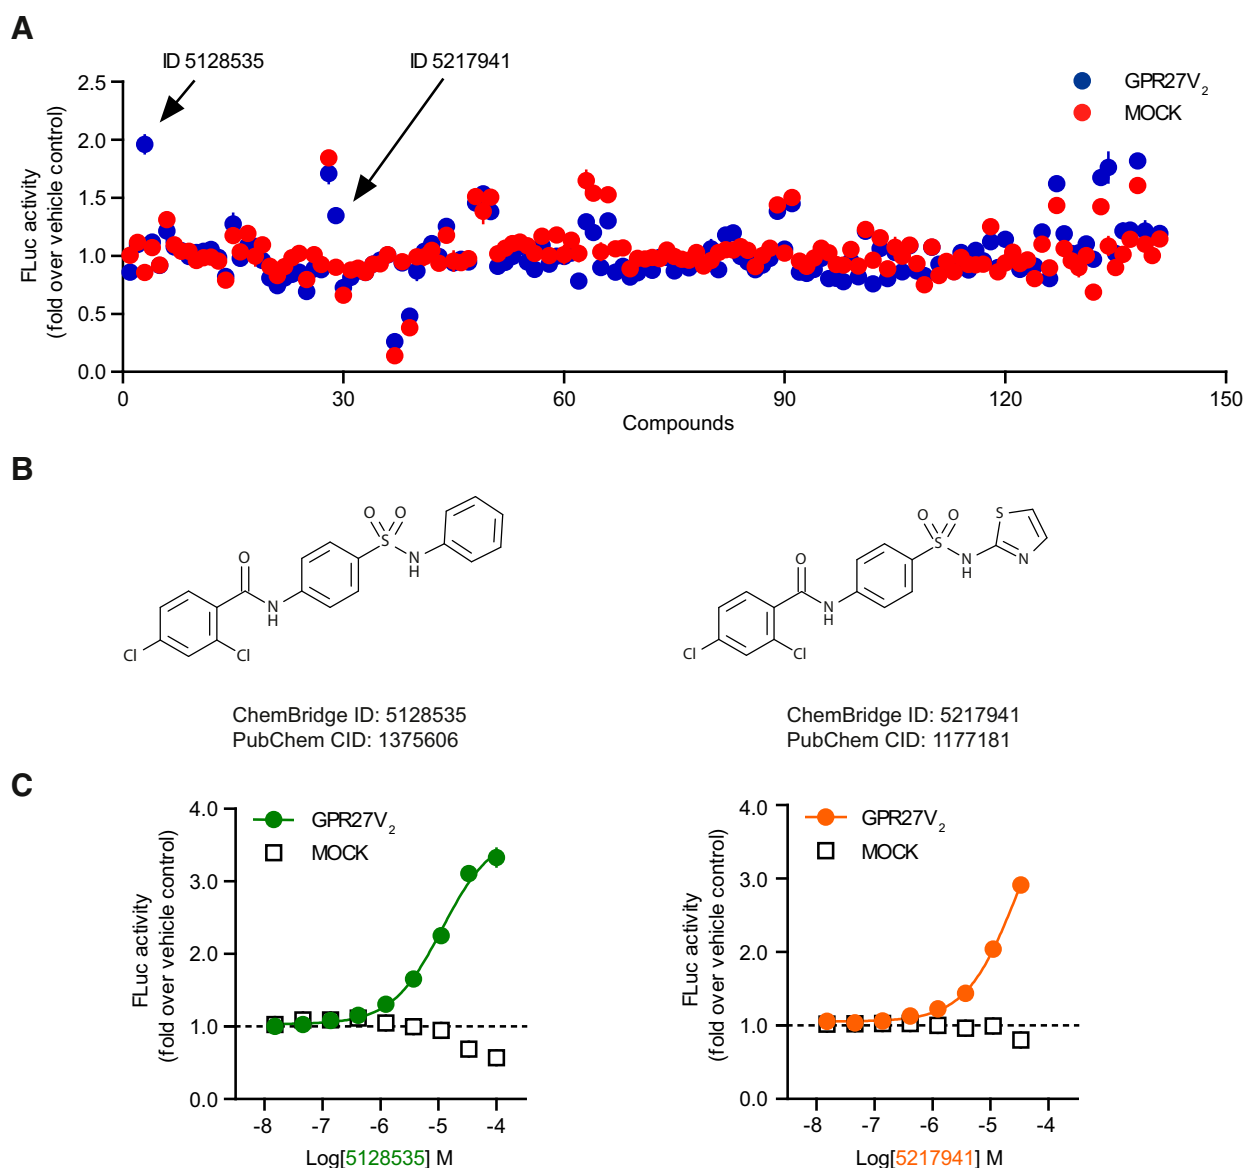 A
ID 5128535
ID 5217941
2.5
2.0
1.5
1.0
0.5
0.0
FLuc activity
(fold over vehicle control)
GPR27V2
MOCK
0
30
60
90
120
150
Compounds
B
O
O
O
S
N
H
N
H
Cl
Cl
O
O
O
S
N
H
S
N
N
H
Cl
Cl
ChemBridge ID: 5128535
PubChem CID: 1375606
ChemBridge ID: 5217941
PubChem CID: 1177181
C
4.0
3.0
2.0
1.0
0.0
FLuc activity
(fold over vehicle control)
GPR27V2
MOCK
-8
-7
-6
-5
-4
Log[5128535] M
4.0
3.0
2.0
1.0
0.0
FLuc activity
(fold over vehicle control)
GPR27V2
MOCK
-8
-7
-6
-5
-4
Log[5217941] M